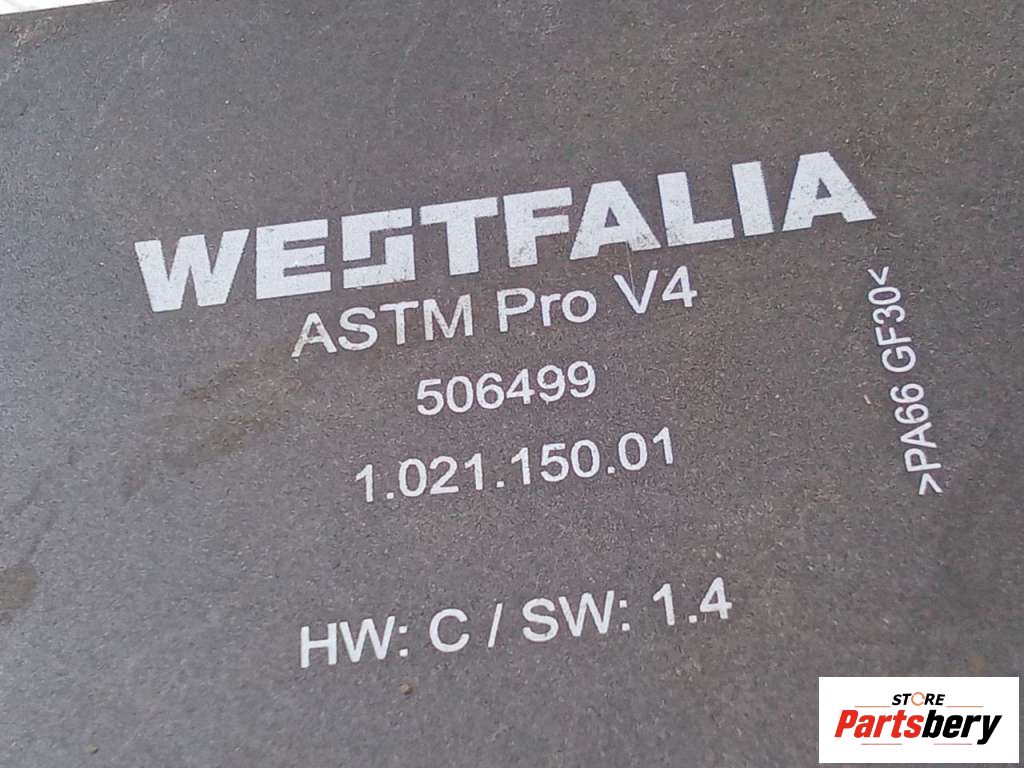 WESTFALIA
ASTM Pro V4
506499
1.021.150.01
HW: C / SW: 1.4
>PA66 GF30<
STORE
Partsbery